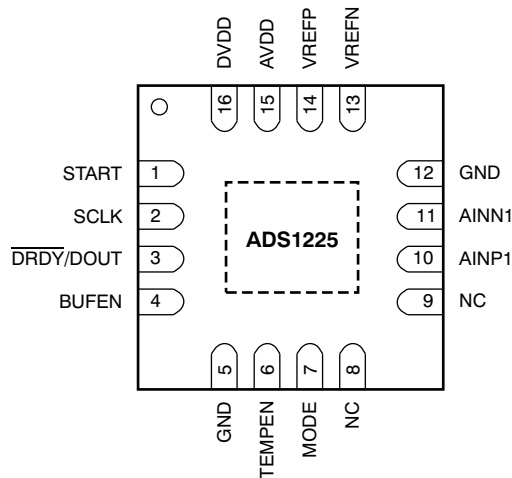 DVDD
AVDD
VREFP
VREFN
16
15
14
13
START 1
12 GND
SCLK 2
11 AINN1
ADS1225
DRDY/DOUT 3
10 AINP1
BUFEN 4
9 NC
5
6
7
8
GND
TEMPEN
MODE
NC